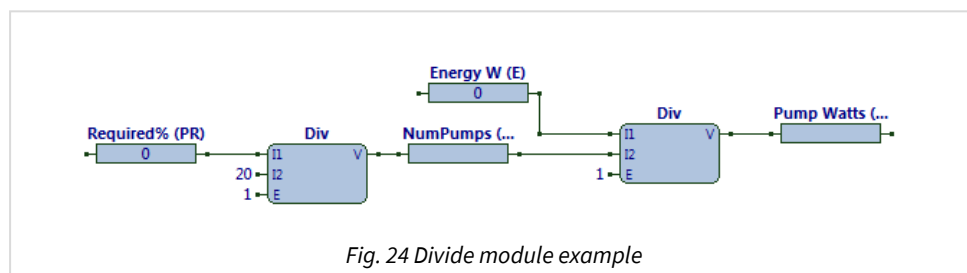 Energy W (E)
0
Required% (PR)
0
Div
I1
V
20 I2
1 E
NumPumps (...
Div
I1
V
I2
1 E
Pump Watts (...
Fig. 24 Divide module example